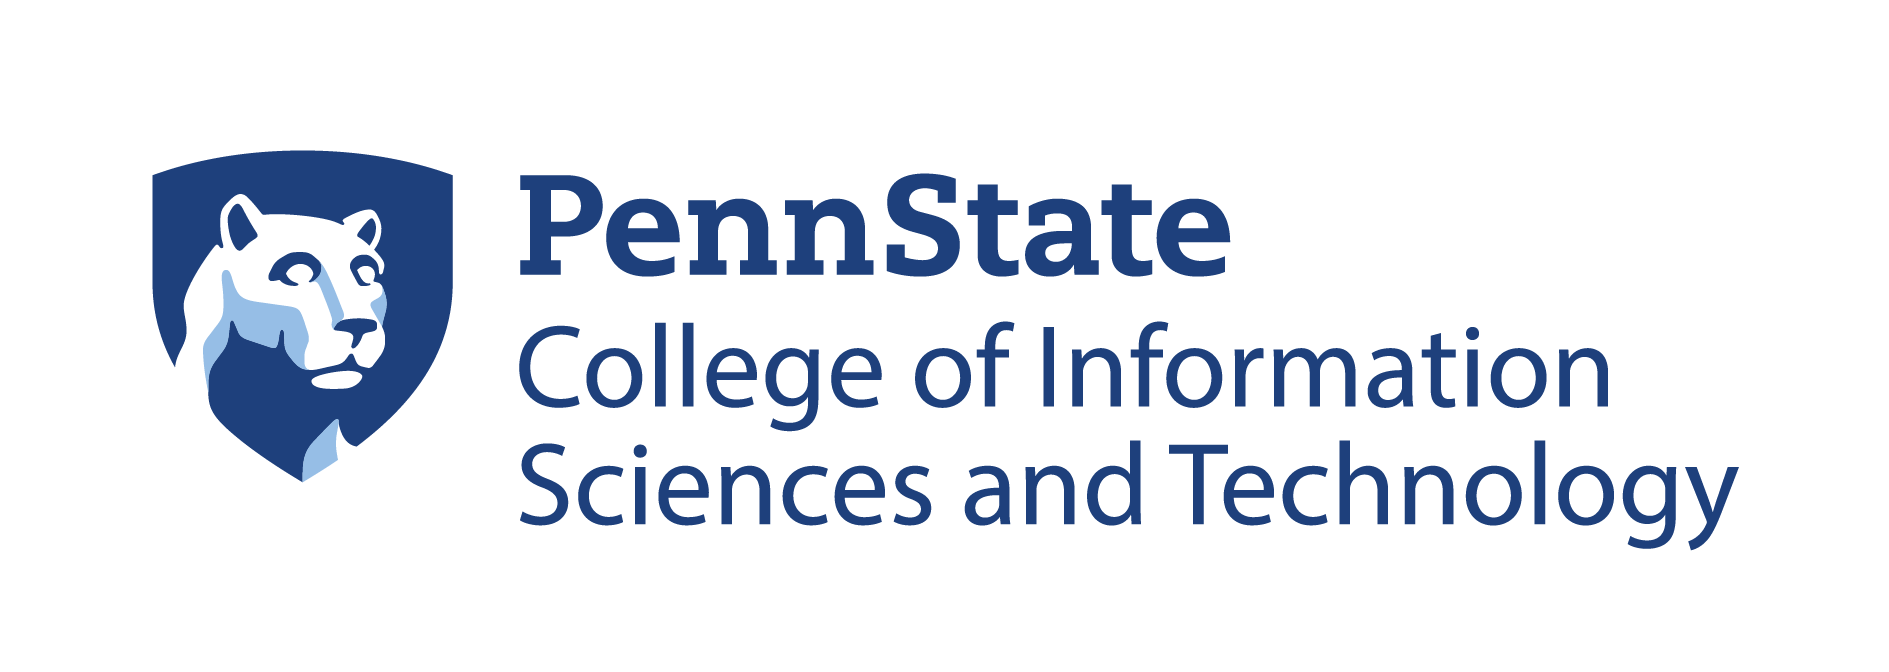 PennState
College of Information
Sciences and Technology